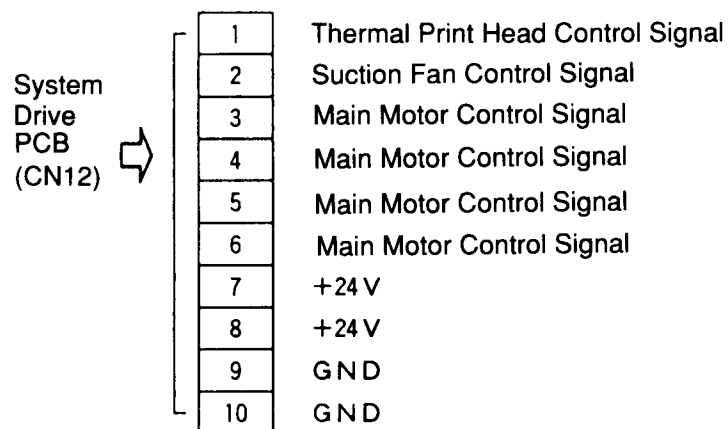 System
Drive
PCB
(CN12)
1 Thermal Print Head Control Signal
2 Suction Fan Control Signal
3 Main Motor Control Signal
4 Main Motor Control Signal
5 Main Motor Control Signal
6 Main Motor Control Signal
7 +24 V
8 +24 V
9 GND
10 GND